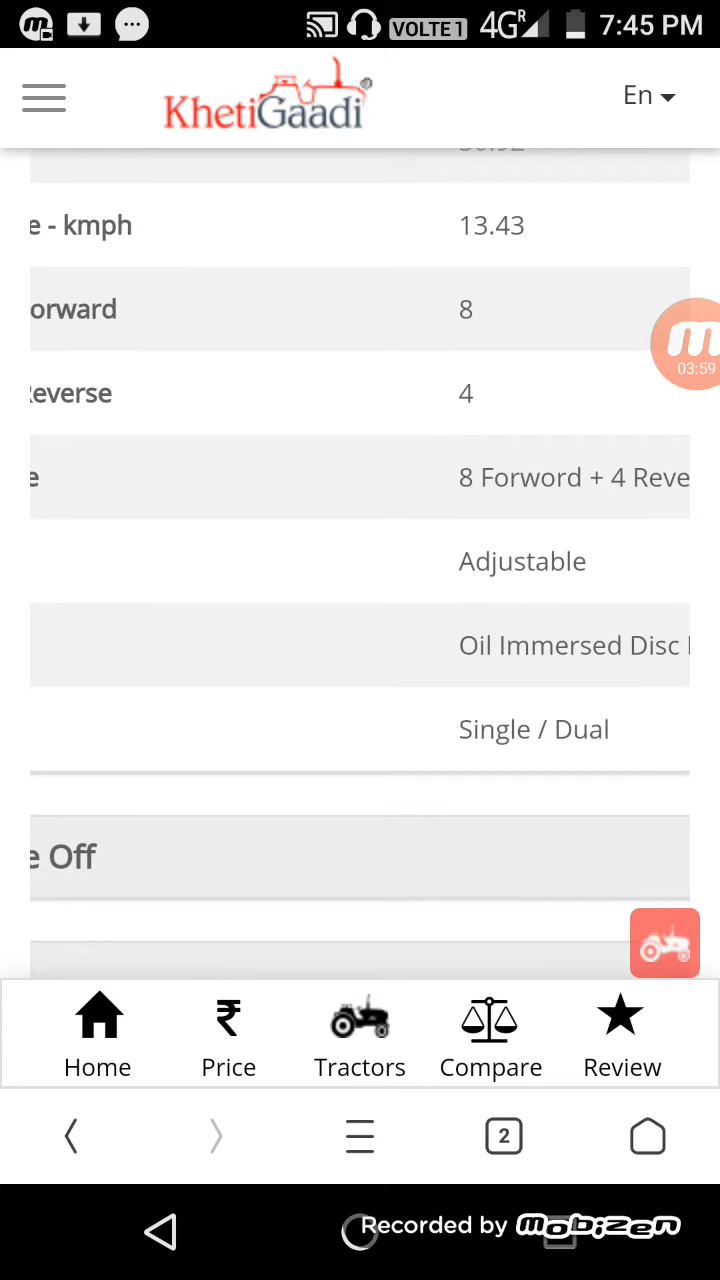 VOLTE 1 4G R 7:45 PM
KhetiGaadi
En
e - kmph 13.43
orward 8
everse 4
03:59
e 8 Forword + 4 Reve
Adjustable
Oil Immersed Disc
Single / Dual
e Off
Home Price Tractors Compare Review
2
Recorded by mobizen